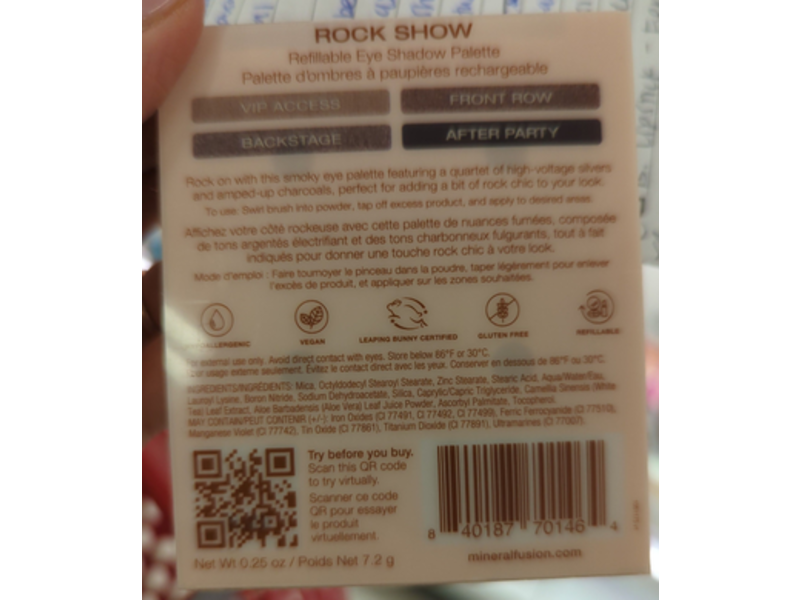 ROCK SHOW
Refillable Eye Shadow Palette
Palette d'ombres à paupières rechargeable
VIP ACCESS
FRONT ROW
BACKSTAGE
AFTER PARTY
Rock on with this smoky eye palette featuring a quartet of high-voltage silvers
and amped-up charcoals, perfect for adding a bit of rock chic to your look.
To use: Swirl brush into powder, tap off excess product, and apply to desired areas.
Affichez votre côté rockeuse avec cette palette de nuances fumées, composée
de tons argentés électrifiant et des tons charbonneux fulgurants, tout à fait
indiqués pour donner une touche rock chic à votre look.
Mode d'emploi : Faire tournoyer le pinceau dans la poudre, taper légèrement pour enlever
l'excès de produit, et appliquer sur les zones souhaitées.
VEGAN
LEAPING BUNNY CERTIFIED
GLUTEN FREE
REFILLABLE
For external use only. Avoid direct contact with eyes. Store below 86°F or 30°C.
usage externe seulement. Évitez le contact direct avec les yeux. Conserver en dessous de 86°F ou 30°C.
INGREDIENTS/INGRÉDIENTS: Mica, Octyldodecyl Stearoyl Stearate, Zinc Stearate, Stearic Acid, Aqua/Water/Eau,
Lauroyl Lysine, Boron Nitride, Sodium Dehydroacetate, Silica, Caprylic/Capric Triglyceride, Camellia Sinensis (White
Tea) Leaf Extract, Aloe Barbadensis (Aloe Vera) Leaf Juice Powder, Ascorbyl Palmitate, Tocopherol.
MAY CONTAIN/PEUT CONTENIR (+/-): Iron Oxides (CI 77491, CI 77492, CI 77499), Ferric Ferrocyanide (CI 77510),
Manganese Violet (CI 77742), Tin Oxide (CI 77861), Titanium Dioxide (CI 77891), Ultramarines (CI 77007).
Try before you buy.
Scan this QR code
to try virtually.
Scanner ce code
QR pour essayer
le produit
virtuellement.
8 40187 70146 4
Net Wt 0.25 oz / Poids Net 7.2 g
mineralfusion.com